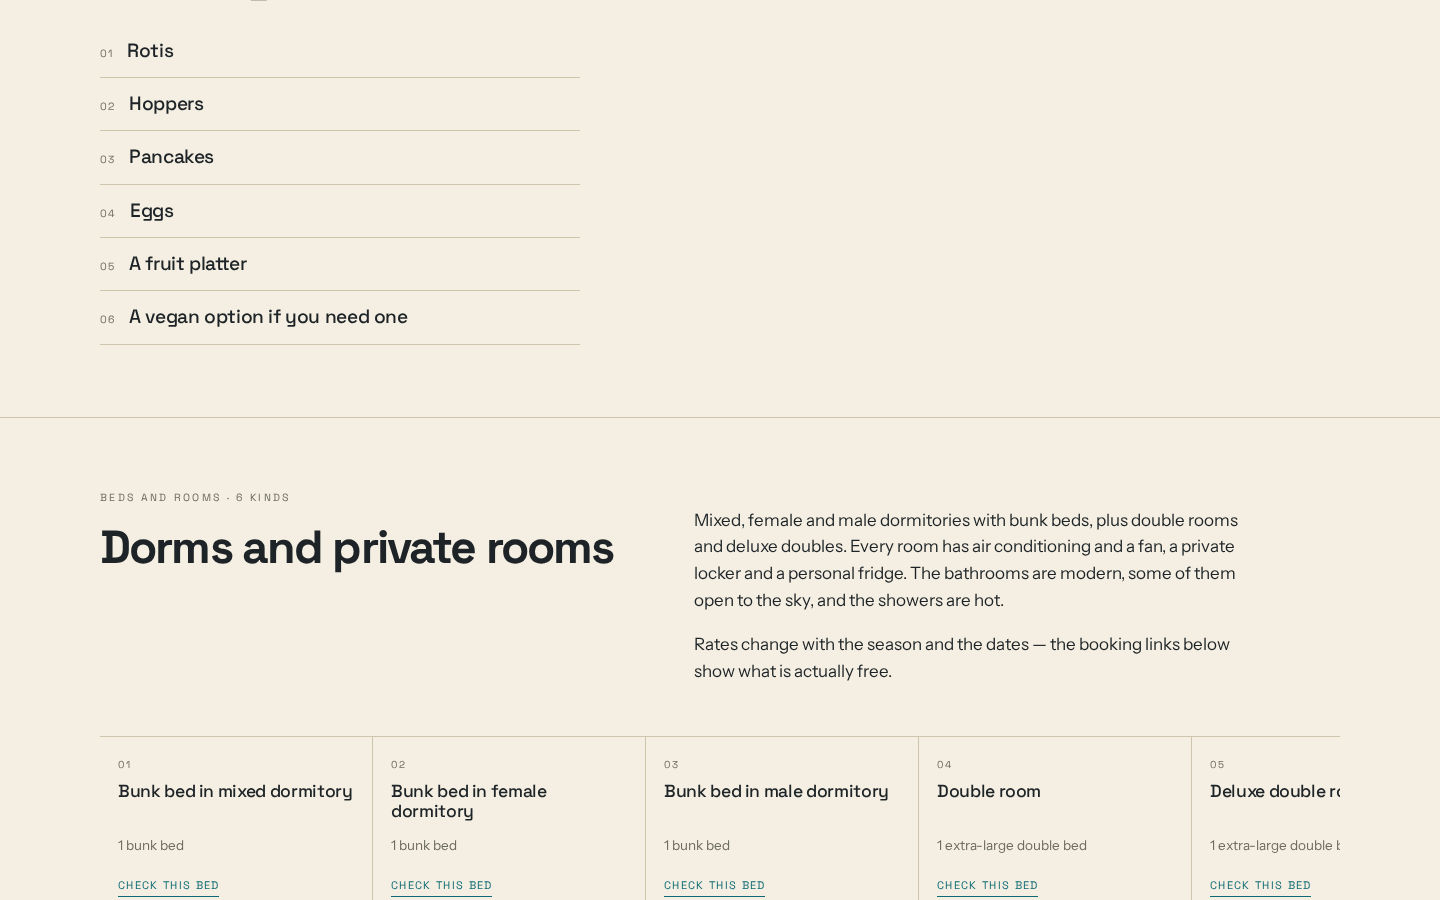 01 Rotis
02 Hoppers
03 Pancakes
04 Eggs
05 A fruit platter
06 A vegan option if you need one
BEDS AND ROOMS · 6 KINDS
Dorms and private rooms
Mixed, female and male dormitories with bunk beds, plus double rooms
and deluxe doubles. Every room has air conditioning and a fan, a private
locker and a personal fridge. The bathrooms are modern, some of them
open to the sky, and the showers are hot.
Rates change with the season and the dates — the booking links below
show what is actually free.
01
Bunk bed in mixed dormitory
1 bunk bed
CHECK THIS BED
02
Bunk bed in female
dormitory
1 bunk bed
CHECK THIS BED
03
Bunk bed in male dormitory
1 bunk bed
CHECK THIS BED
04
Double room
1 extra-large double bed
CHECK THIS BED
05
Deluxe double
1 extra-large double
CHECK THIS BED